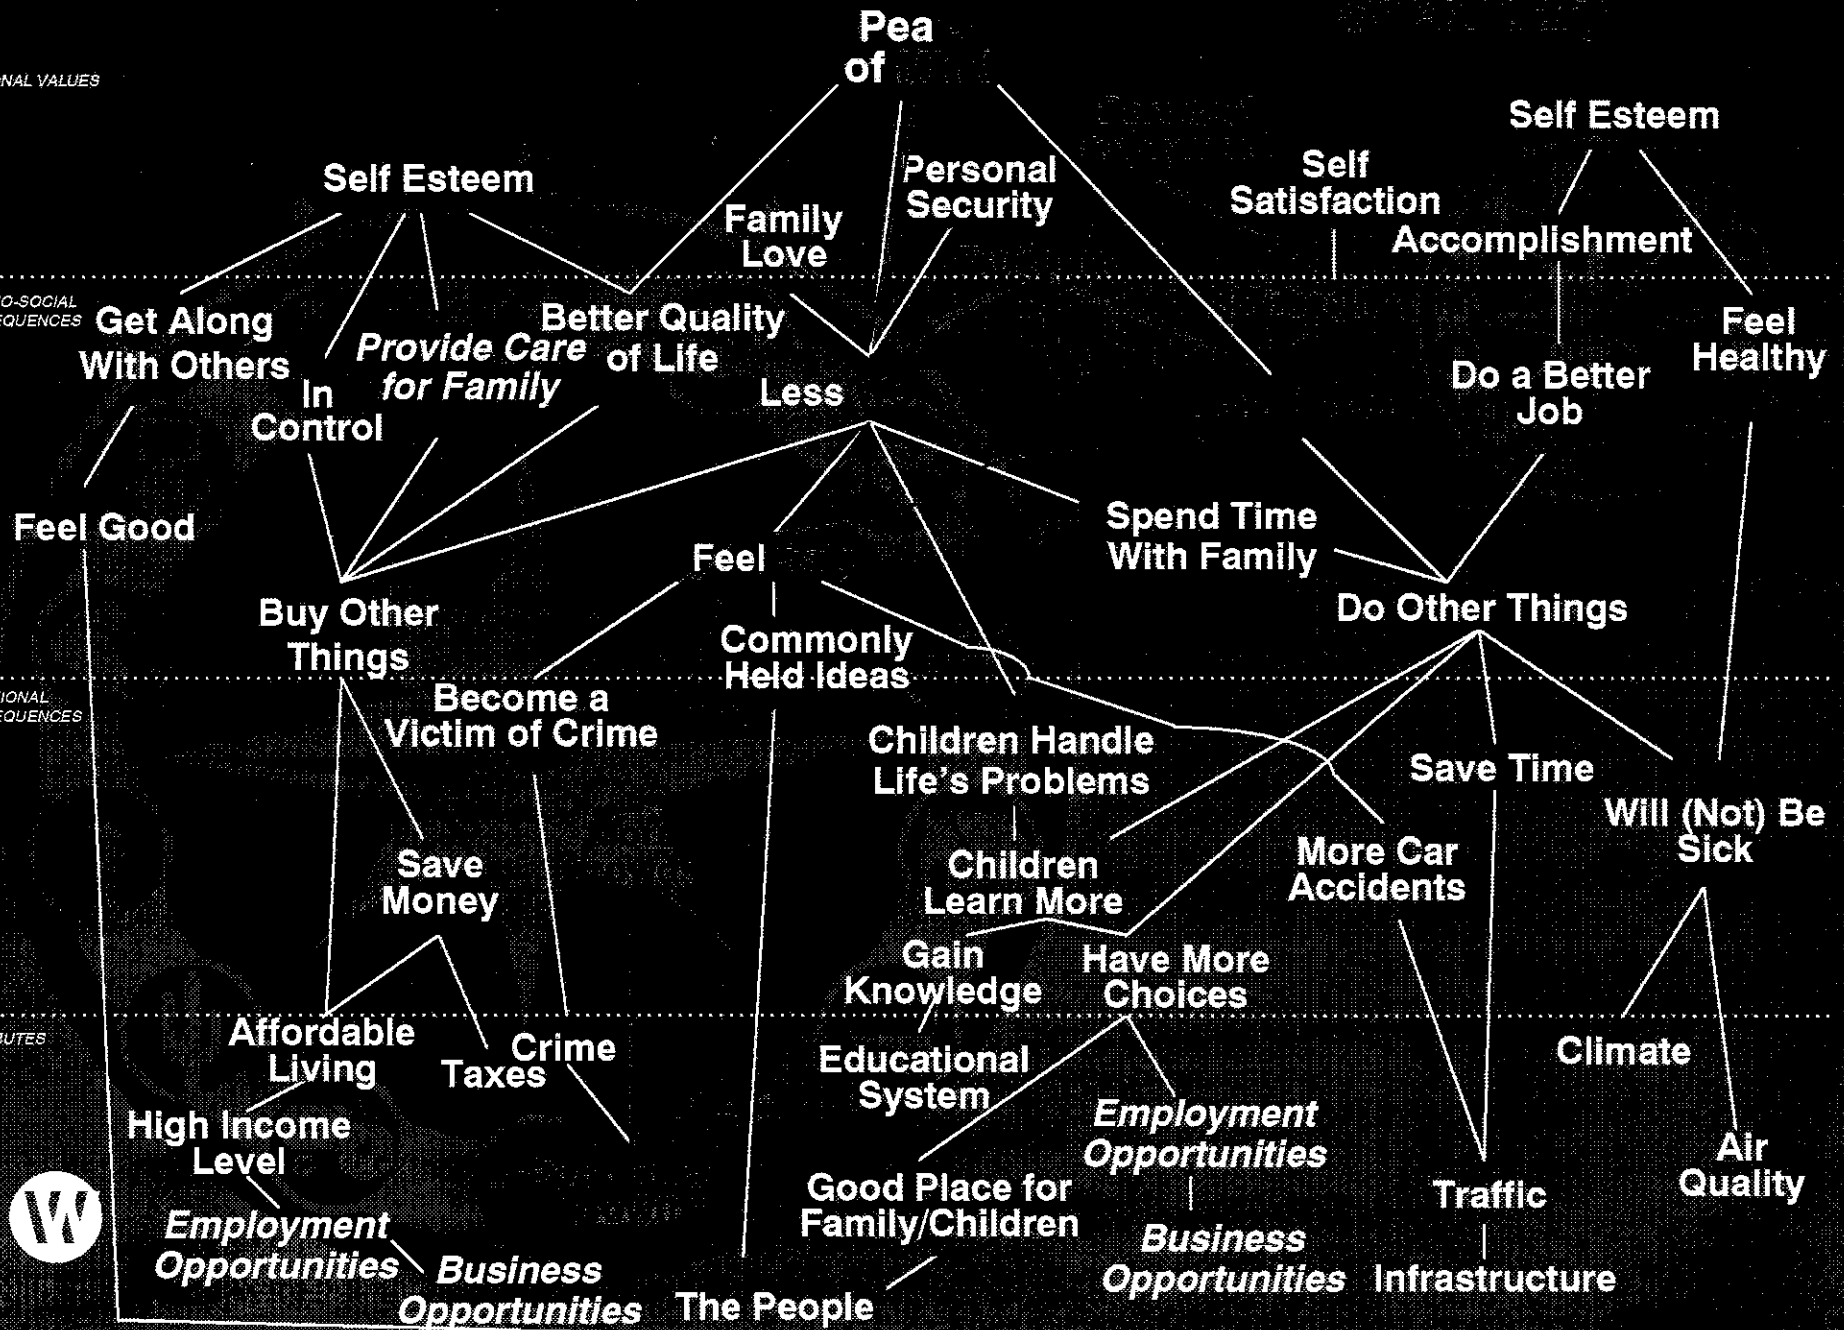 Pea
of
NAL VALUES
Self Esteem
Self
Satisfaction
Self Esteem
Personal
Security
Family
Love
Accomplishment
O-SOCIAL
EQUENCES
Get Along
With Others
In
Control
Provide Care
for Family
Better Quality
of Life
Less
Do a Better
Job
Feel
Healthy
Feel Good
Spend Time
With Family
Feel
Buy Other
Things
Do Other Things
Commonly
Held Ideas
IONAL
EQUENCES
Become a
Victim of Crime
Children Handle
Life's Problems
Save Time
Will (Not) Be
Sick
Save
Money
Children
Learn More
More Car
Accidents
Gain
Knowledge
Have More
Choices
BUTES
Affordable
Living
Taxes
Crime
Educational
System
Climate
High Income
Level
Employment
Opportunities
Air
Quality
Good Place for
Family/Children
Traffic
Employment
Opportunities
Business
Opportunities
Business
Opportunities
The People
Infrastructure
W